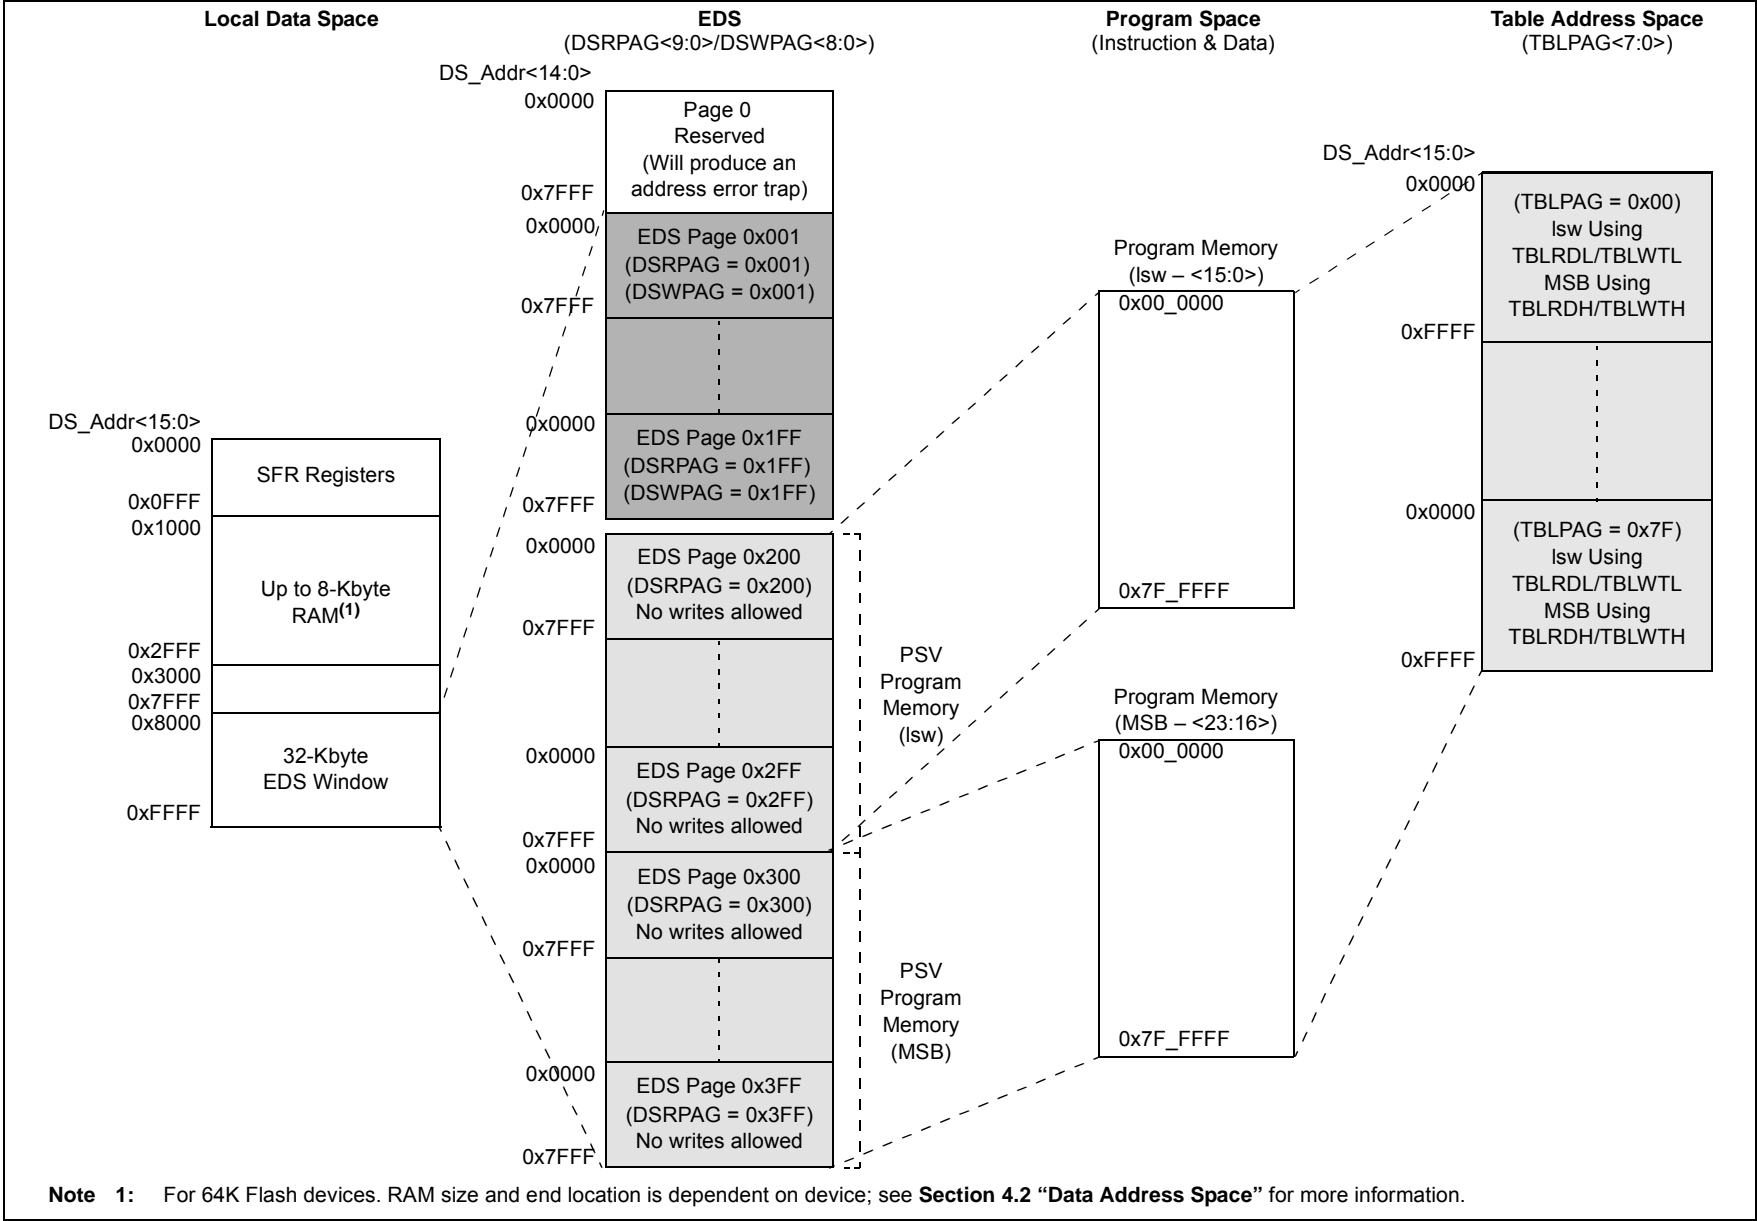 Local Data Space
DS_Addr<15:0>
0x0000
SFR Registers
0x0FFF
0x1000
Up to 8-Kbyte
RAM(1)
0x2FFF
0x3000
0x7FFF
0x8000
32-Kbyte
EDS Window
0xFFFF
EDS
(DSRPAG<9:0>/DSWPAG<8:0>)
DS_Addr<14:0>
0x0000
Page 0
Reserved
(Will produce an
address error trap)
0x7FFF
0x0000
EDS Page 0x001
(DSRPAG = 0x001)
(DSWPAG = 0x001)
0x7FFF
0x0000
EDS Page 0x1FF
(DSRPAG = 0x1FF)
(DSWPAG = 0x1FF)
0x7FFF
0x0000
EDS Page 0x200
(DSRPAG = 0x200)
No writes allowed
0x7FFF
PSV
Program
Memory
(lsw)
0x0000
EDS Page 0x2FF
(DSRPAG = 0x2FF)
No writes allowed
0x7FFF
0x0000
EDS Page 0x300
(DSRPAG = 0x300)
No writes allowed
0x7FFF
PSV
Program
Memory
(MSB)
0x0000
EDS Page 0x3FF
(DSRPAG = 0x3FF)
No writes allowed
0x7FFF
Program Space
(Instruction & Data)
Program Memory
(lsw – <15:0>)
0x00_0000
0x7F_FFFF
Program Memory
(MSB – <23:16>)
0x00_0000
0x7F_FFFF
Table Address Space
(TBLPAG<7:0>)
DS_Addr<15:0>
0x0000
(TBLPAG = 0x00)
lsw Using
TBLRDL/TBLWTL
MSB Using
TBLRDH/TBLWTH
0xFFFF
0x0000
(TBLPAG = 0x7F)
lsw Using
TBLRDL/TBLWTL
MSB Using
TBLRDH/TBLWTH
0xFFFF
Note 1: For 64K Flash devices. RAM size and end location is dependent on device; see Section 4.2 “Data Address Space” for more information.